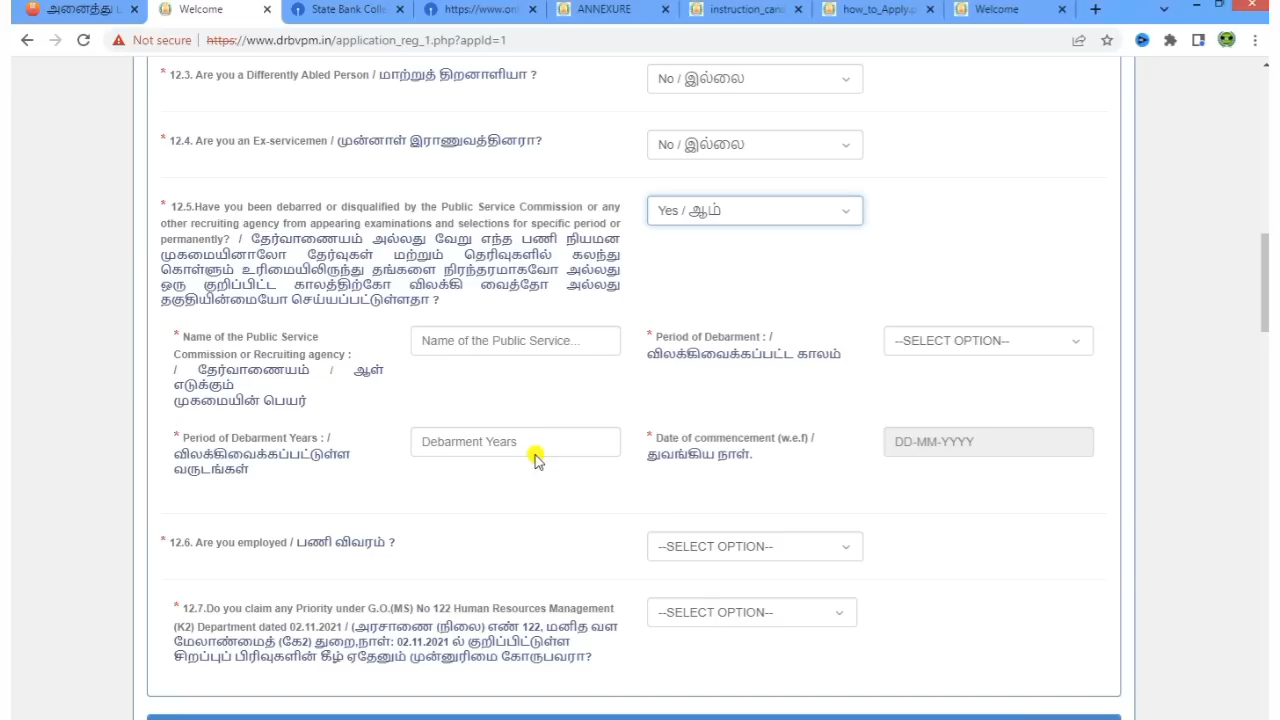 அனைத்து
Welcome
State Bank Coll
https://www.onl
ANNEXURE
instruction_cand
how_to_Apply.p
Welcome
Not secure | https://www.drbvpm.in/application_reg_1.php?appId=1
* 12.3. Are you a Differently Abled Person / மாற்றுத் திறனாளியா ?
No / இல்லை
* 12.4. Are you an Ex-servicemen / முன்னாள் இராணுவத்தினரா?
No / இல்லை
* 12.5.Have you been debarred or disqualified by the Public Service Commission or any
other recruiting agency from appearing examinations and selections for specific period or
permanently? / தேர்வாணையம் அல்லது வேறு எந்த பணி நியமன
முகமையினாலோ தேர்வுகள் மற்றும் தெரிவுகளில் கலந்து
கொள்ளும் உரிமையிலிருந்து தங்களை நிரந்தரமாகவோ அல்லது
ஒரு குறிப்பிட்ட காலத்திற்கோ விலக்கி வைத்தோ அல்லது
தகுதியின்மையோ செய்யப்பட்டுள்ளதா ?
Yes / ஆம்
* Name of the Public Service
Commission or Recruiting agency :
/ தேர்வாணையம் / ஆள்
எடுக்கும்
முகமையின் பெயர்
Name of the Public Service...
* Period of Debarment : /
விலக்கிவைக்கப்பட்ட காலம்
--SELECT OPTION--
* Period of Debarment Years : /
விலக்கிவைக்கப்பட்டுள்ள
வருடங்கள்
Debarment Years
* Date of commencement (w.e.f) /
துவங்கிய நாள்.
DD-MM-YYYY
* 12.6. Are you employed / பணி விவரம் ?
--SELECT OPTION--
* 12.7.Do you claim any Priority under G.O.(MS) No 122 Human Resources Management
(K2) Department dated 02.11.2021 / (அரசாணை (நிலை) எண் 122, மனித வள
மேலாண்மைத் (கே2) துறை,நாள்: 02.11.2021 ல் குறிப்பிட்டுள்ள
சிறப்புப் பிரிவுகளின் கீழ் ஏதேனும் முன்னுரிமை கோருபவரா?
--SELECT OPTION--